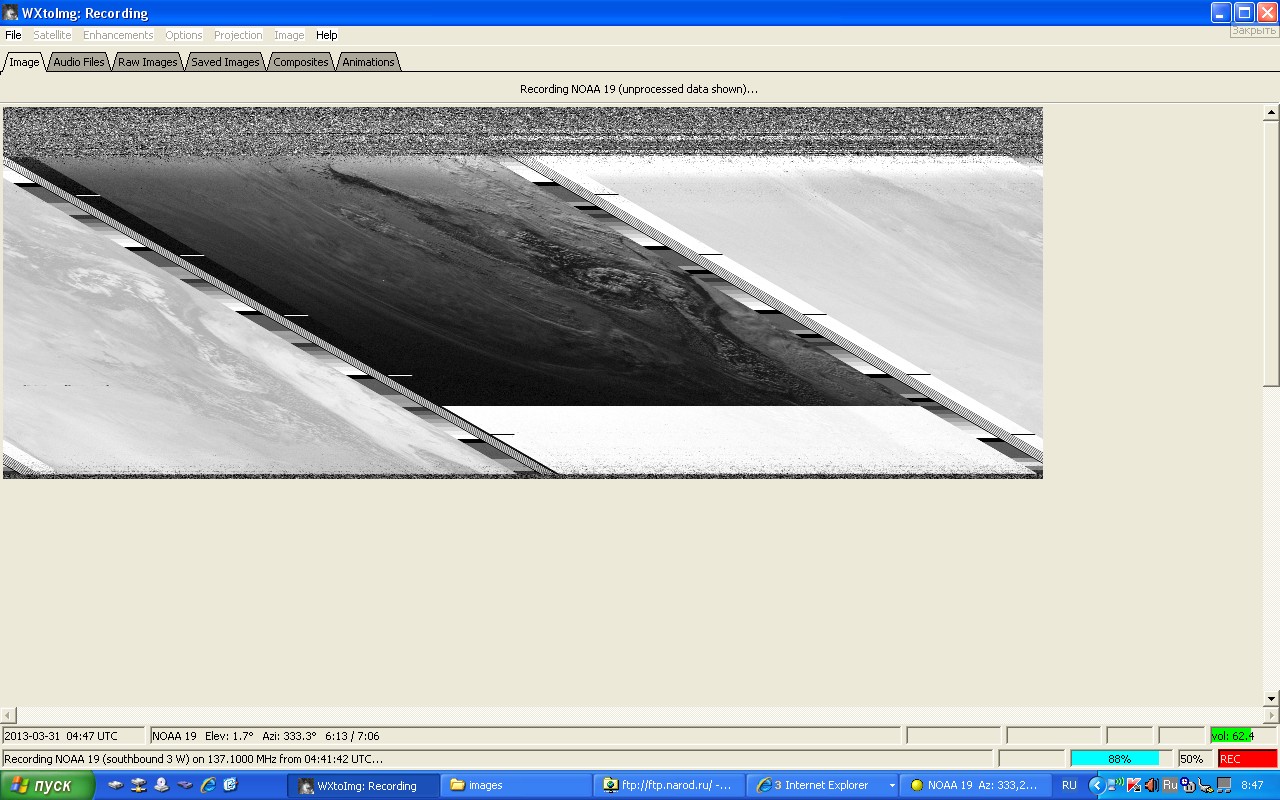 WXtoImg: Recording
File Satellite Enhancements Options Projection Image Help
Закрыть
Image Audio Files Raw Images Saved Images Composites Animations
Recording NOAA 19 (unprocessed data shown)...
2013-03-31 04:47 UTC NOAA 19 Elev: 1.7° Azi: 333.3° 6:13 / 7:06 vol: 62.4
Recording NOAA 19 (southbound 3 W) on 137.1000 MHz from 04:41:42 UTC... 88% 50% REC
пуск WXtoImg: Recording images ftp://ftp.narod.ru/ -... 3 Internet Explorer NOAA 19 Az: 333,2... RU Ru 8:47